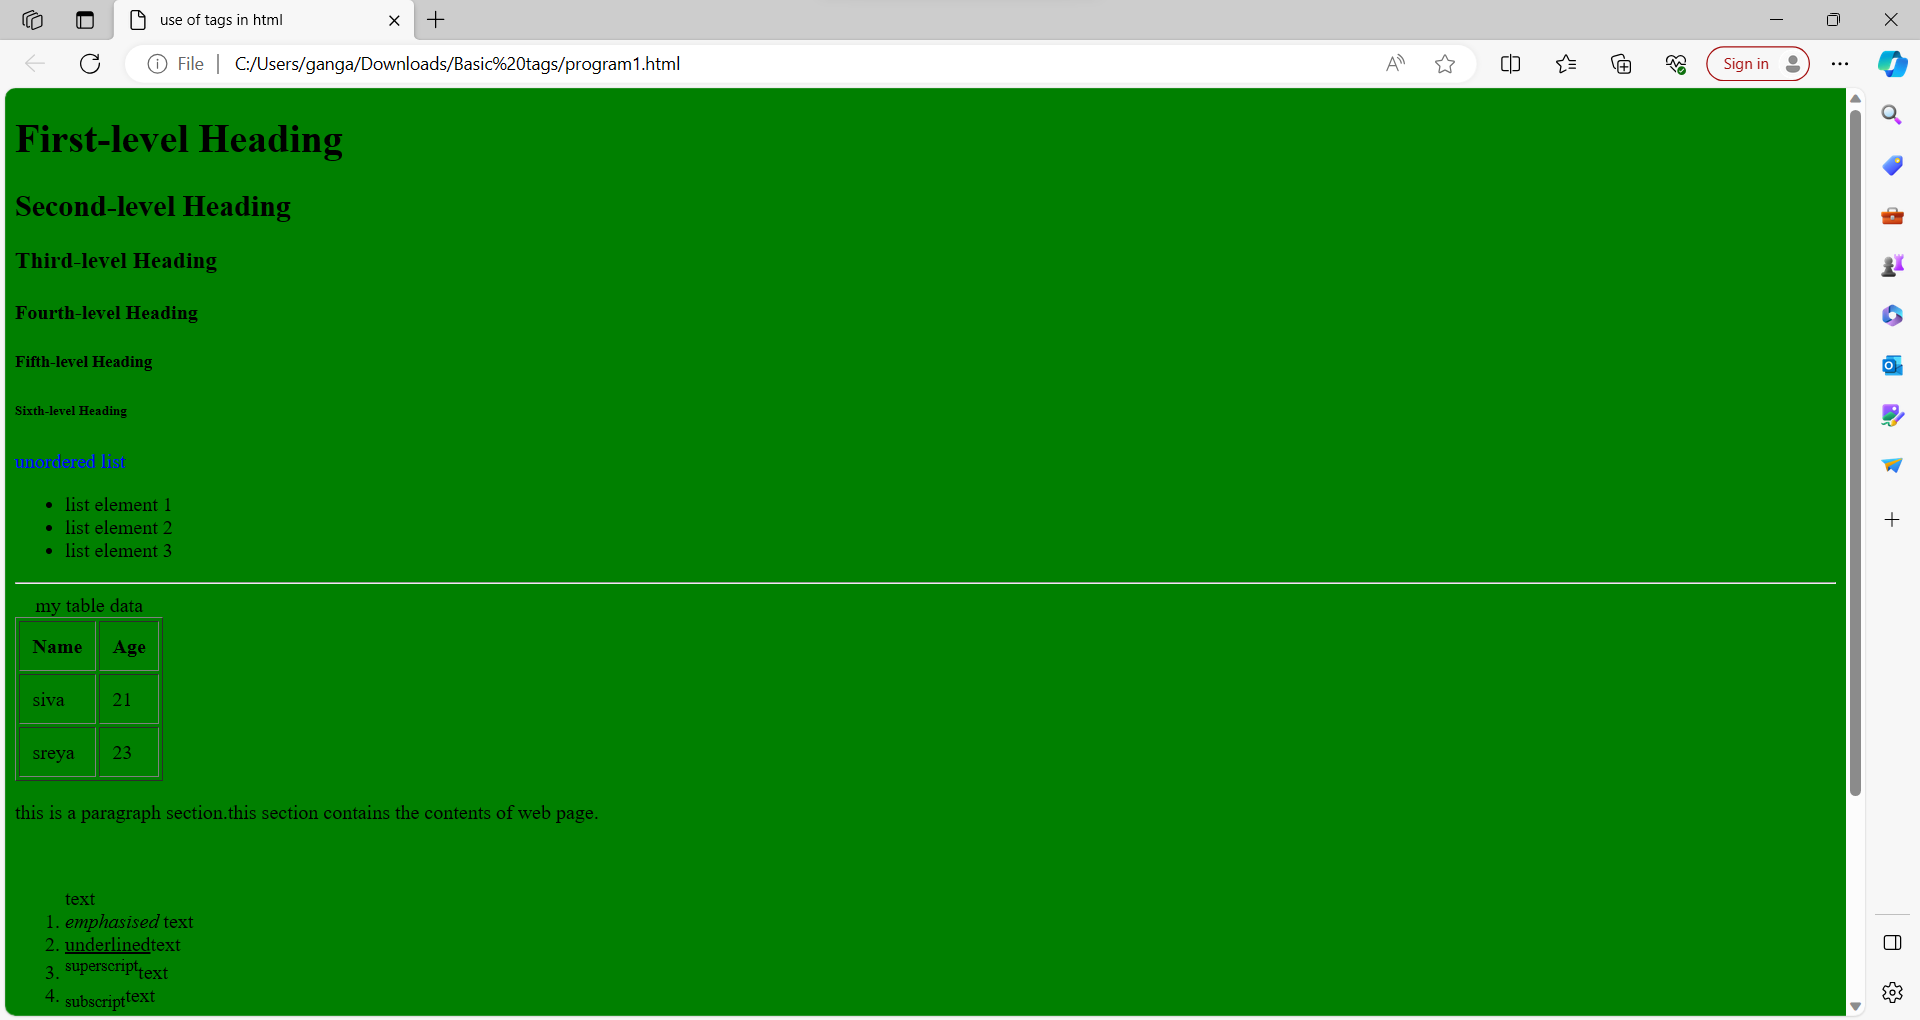 use of tags in html
File C:/Users/ganga/Downloads/Basic%20tags/program1.html
Sign in
First-level Heading
Second-level Heading
Third-level Heading
Fourth-level Heading
Fifth-level Heading
Sixth-level Heading
unordered list
• list element 1
• list element 2
• list element 3
my table data
Name Age
siva 21
sreya 23
this is a paragraph section.this section contains the contents of web page.
text
1. emphasised text
2. underlinedtext
3. superscripttext
4. subscripttext